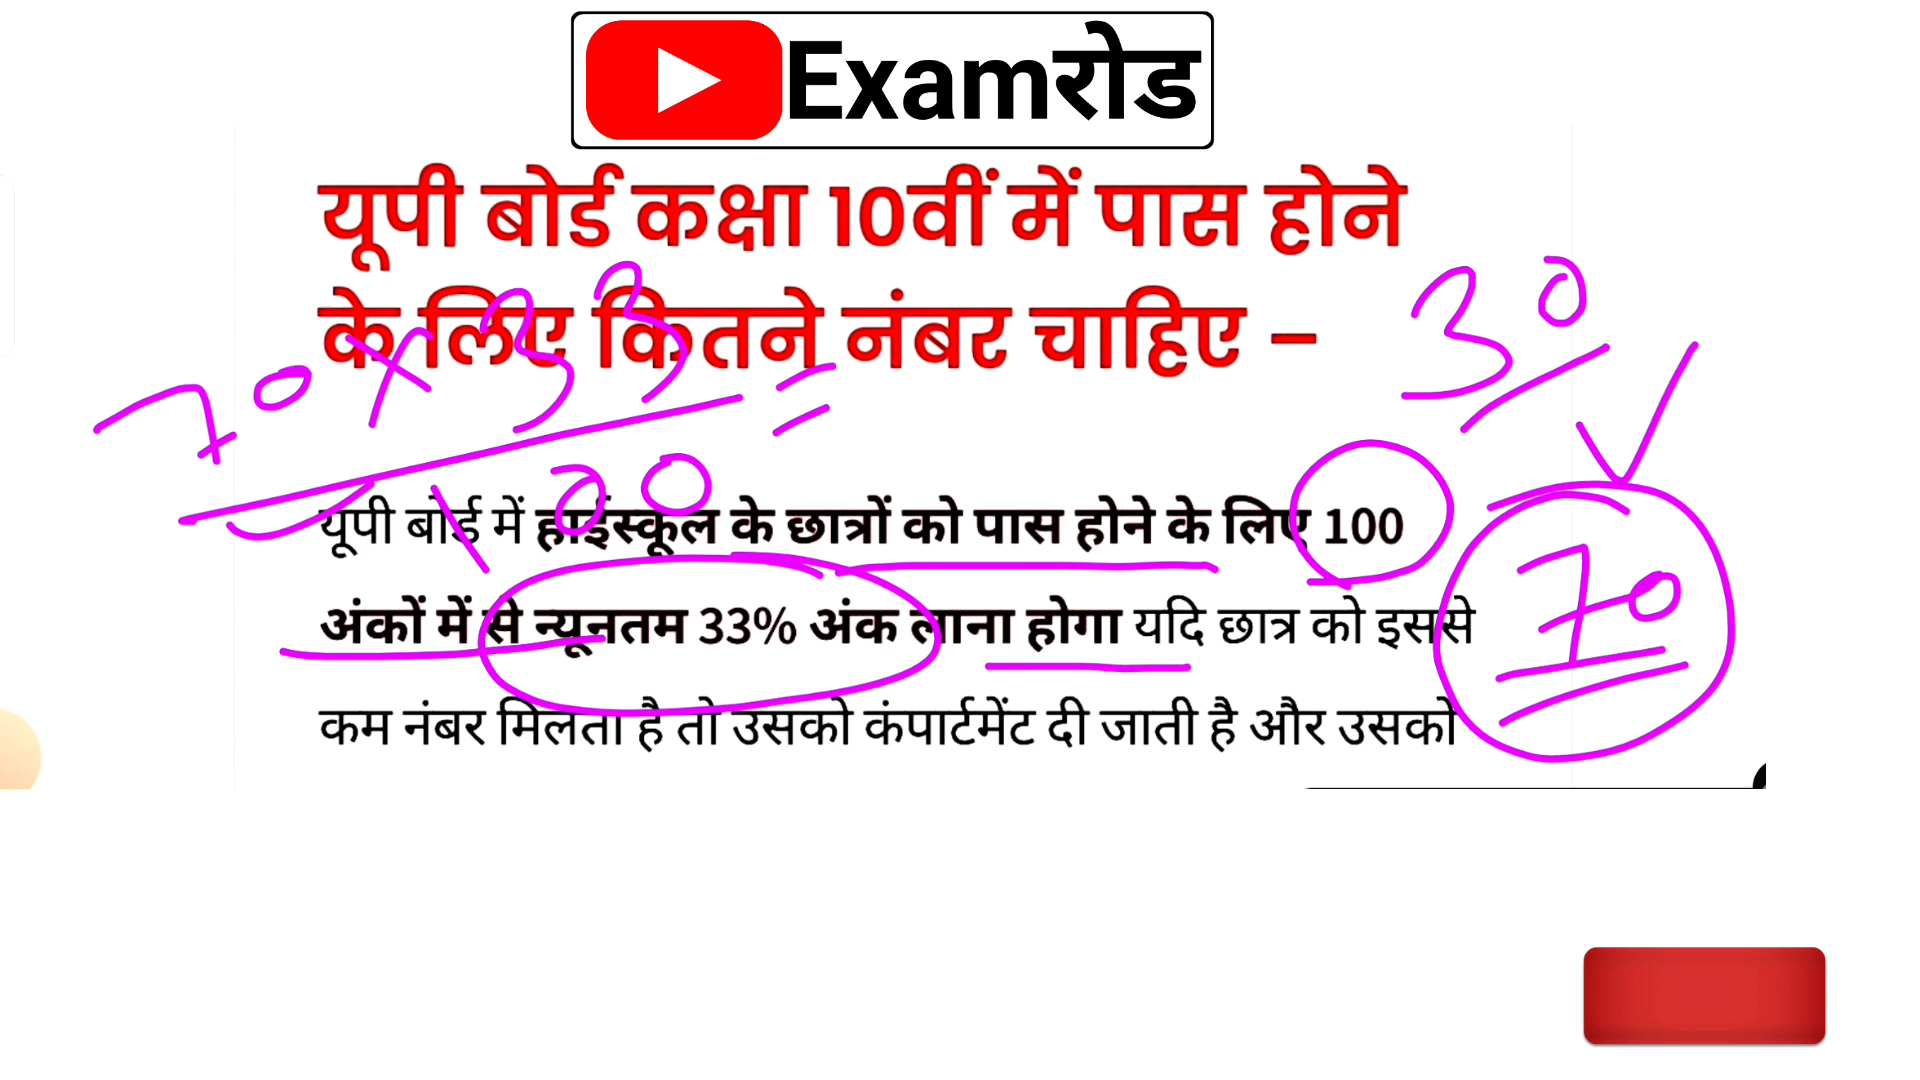 Examरोड
यूपी बोर्ड कक्षा 10वीं में पास होने
के लिए कितने नंबर चाहिए –
30
70 × 33 =
100
यूपी बोर्ड में हाईस्कूल के छात्रों को पास होने के लिए 100
अंकों में से न्यूनतम 33% अंक लाना होगा यदि छात्र को इससे
70
कम नंबर मिलता है तो उसको कंपार्टमेंट दी जाती है और उसको